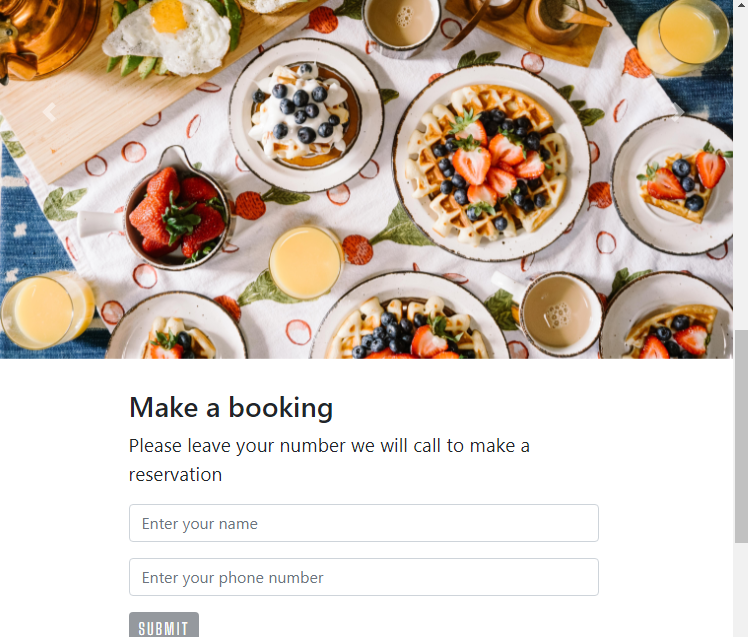 Make a booking
Please leave your number we will call to make a
reservation
Enter your name
Enter your phone number
SUBMIT